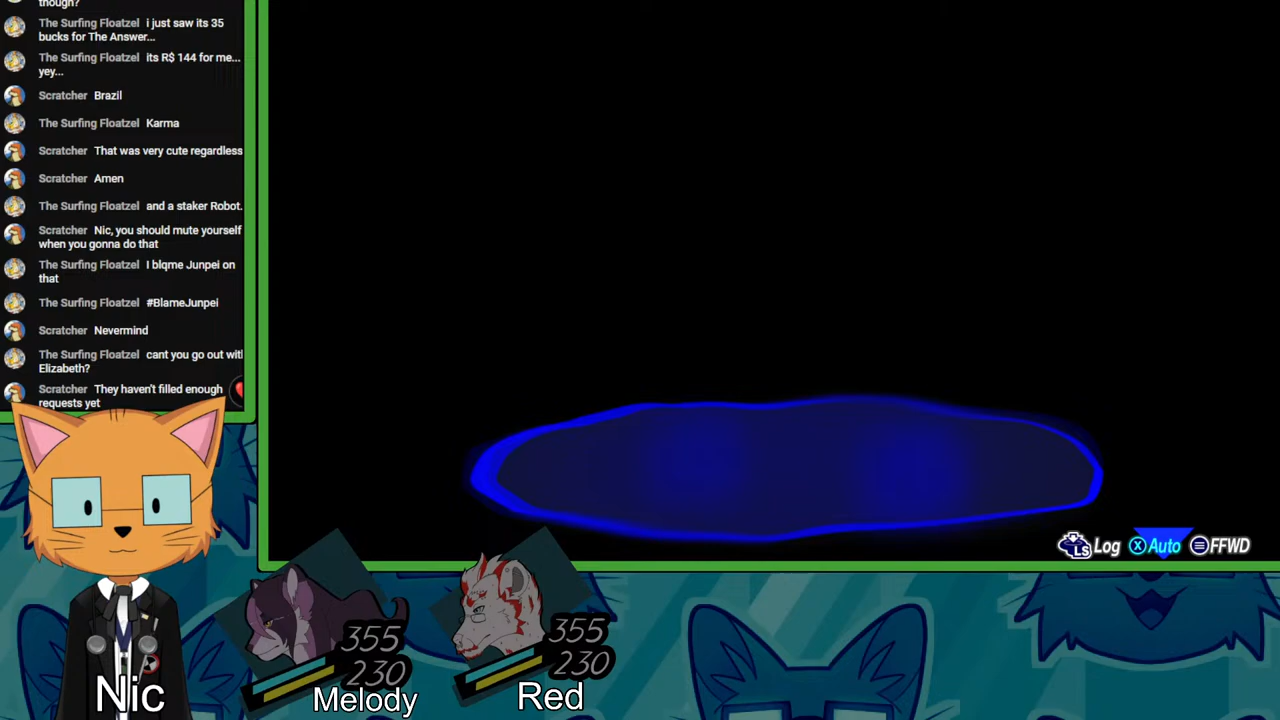 though?
The Surfing Floatzel i just saw its 35
bucks for The Answer...
The Surfing Floatzel its R$ 144 for me...
yey...
Scratcher Brazil
The Surfing Floatzel Karma
Scratcher That was very cute regardless
Scratcher Amen
The Surfing Floatzel and a staker Robot.
Scratcher Nic, you should mute yourself
when you gonna do that
The Surfing Floatzel I blqme Junpei on
that
The Surfing Floatzel #BlameJunpei
Scratcher Nevermind
The Surfing Floatzel cant you go out with
Elizabeth?
Scratcher They haven't filled enough
requests yet
LS Log X Auto FFWD
355
230
355
230
Nic
Melody
Red